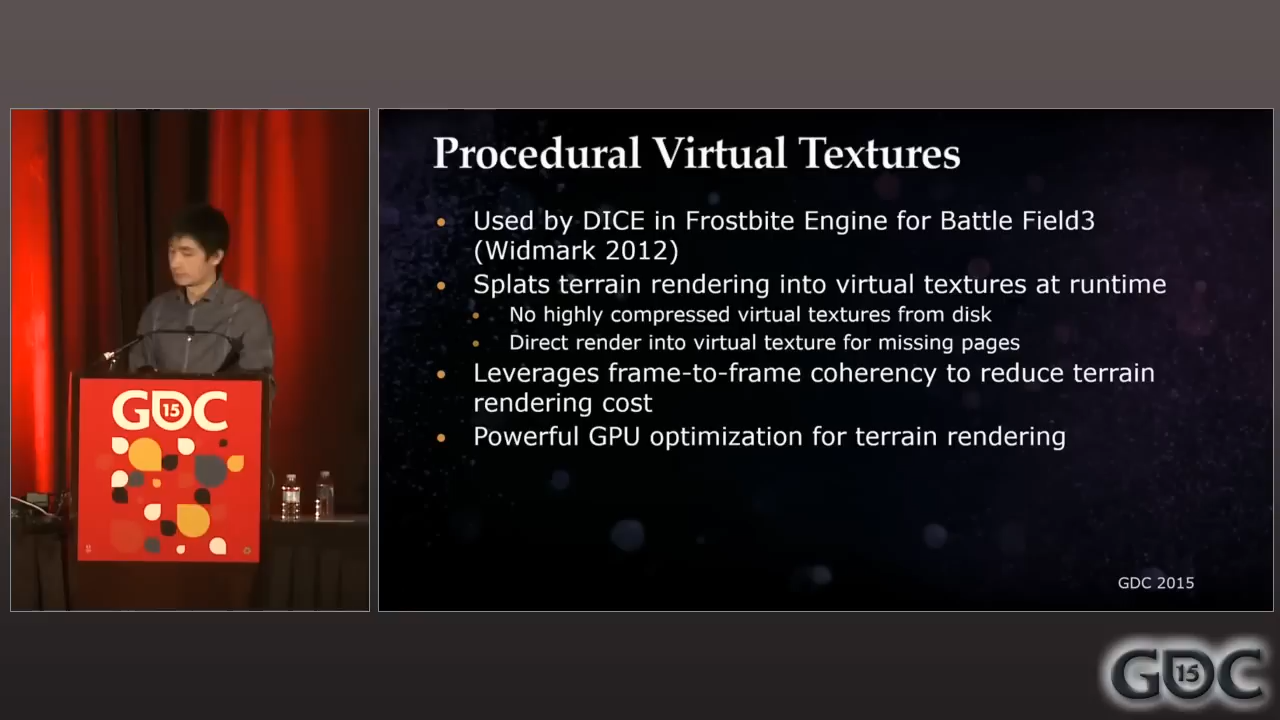 Procedural Virtual Textures
• Used by DICE in Frostbite Engine for Battle Field3
(Widmark 2012)
• Splats terrain rendering into virtual textures at runtime
• No highly compressed virtual textures from disk
• Direct render into virtual texture for missing pages
• Leverages frame-to-frame coherency to reduce terrain
rendering cost
• Powerful GPU optimization for terrain rendering
GDC 2015
GDC 15
GDC 15